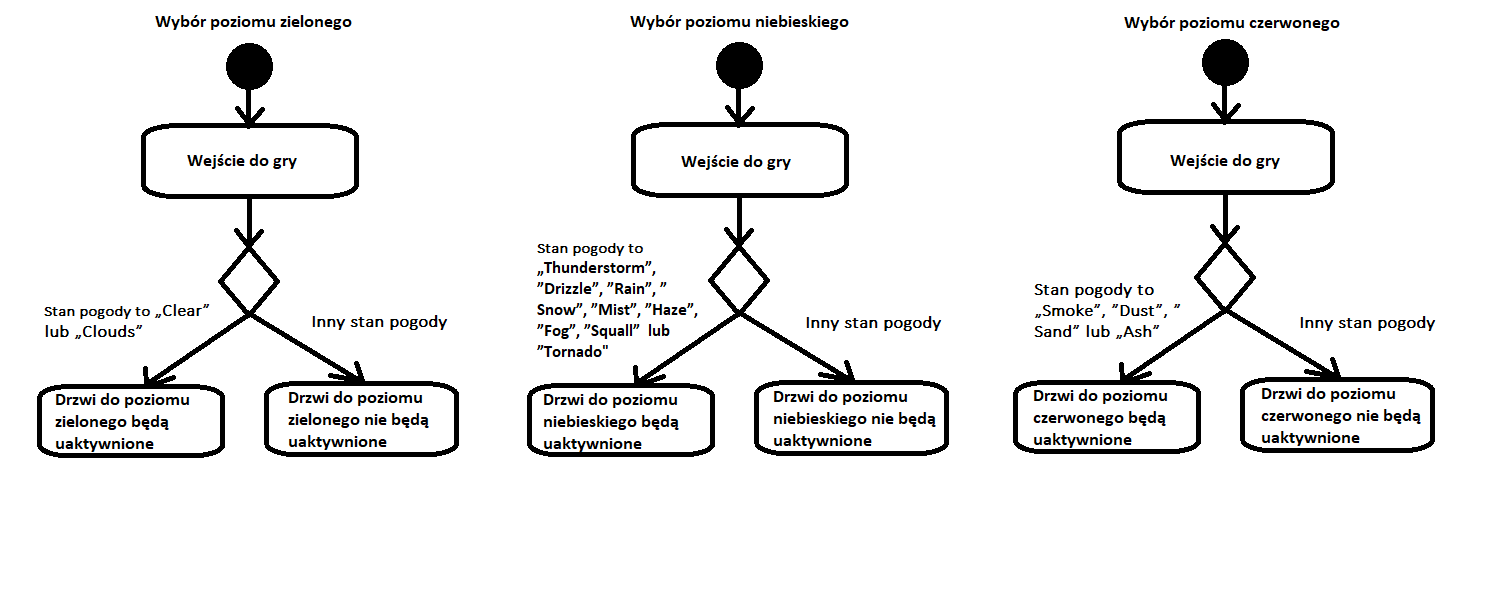 Wybór poziomu zielonego
Wejście do gry
Stan pogody to „Clear”
lub „Clouds”
Inny stan pogody
Drzwi do poziomu
zielonego będą
uaktywnione
Drzwi do poziomu
zielonego nie będą
uaktywnione
Wybór poziomu niebieskiego
Wejście do gry
Stan pogody to
„Thunderstorm”,
”Drizzle”, ”Rain”, ”
Snow”, ”Mist”, ”Haze”,
”Fog”, ”Squall” lub
”Tornado"
Inny stan pogody
Drzwi do poziomu
niebieskiego będą
uaktywnione
Drzwi do poziomu
niebieskiego nie będą
uaktywnione
Wybór poziomu czerwonego
Wejście do gry
Stan pogody to
„Smoke”, ”Dust”, ”
Sand” lub „Ash”
Inny stan pogody
Drzwi do poziomu
czerwonego będą
uaktywnione
Drzwi do poziomu
czerwonego nie będą
uaktywnione